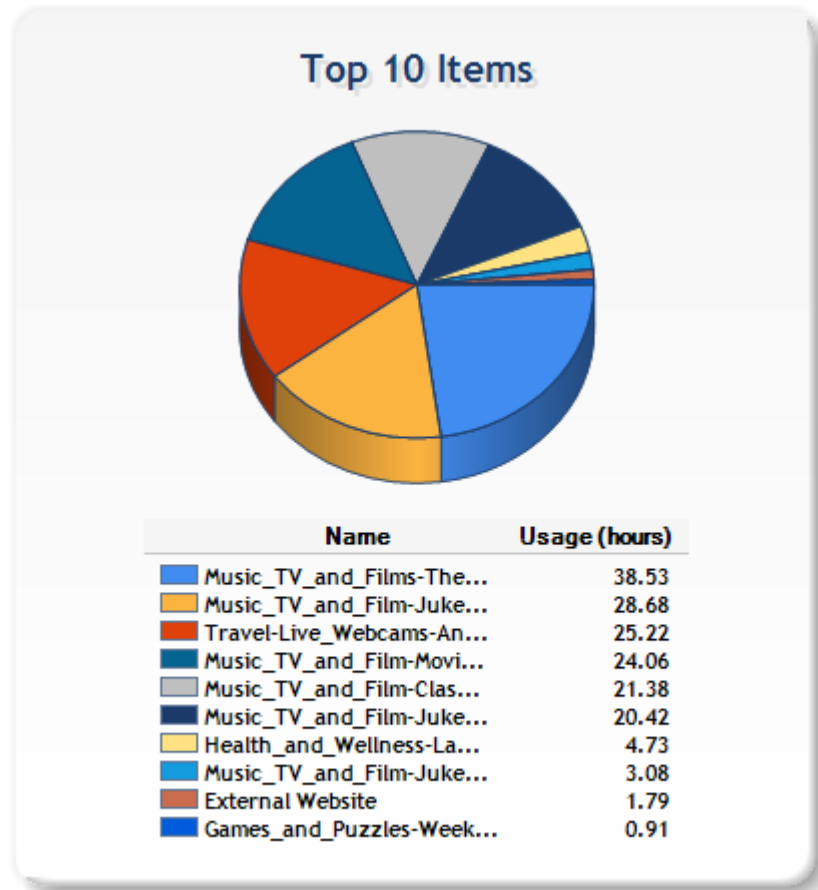 Top 10 Items
Name Usage (hours)
Music_TV_and_Films-The... 38.53
Music_TV_and_Film-Juke... 28.68
Travel-Live_Webcams-An... 25.22
Music_TV_and_Film-Movi... 24.06
Music_TV_and_Film-Clas... 21.38
Music_TV_and_Film-Juke... 20.42
Health_and_Wellness-La... 4.73
Music_TV_and_Film-Juke... 3.08
External Website 1.79
Games_and_Puzzles-Week... 0.91